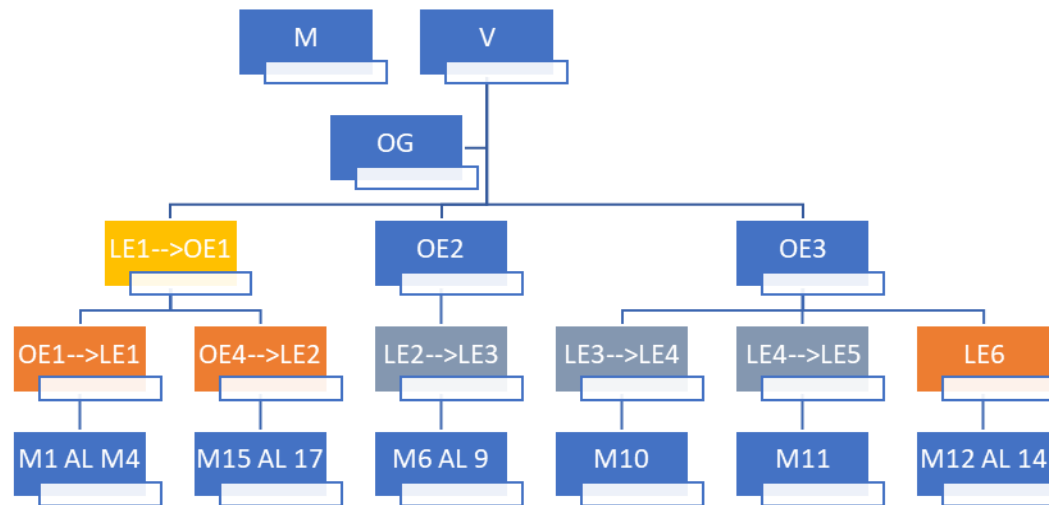 M
V
OG
LE1-->OE1
OE2
OE3
OE1-->LE1
OE4-->LE2
LE2-->LE3
LE3-->LE4
LE4-->LE5
LE6
M1 AL M4
M15 AL 17
M6 AL 9
M10
M11
M12 AL 14